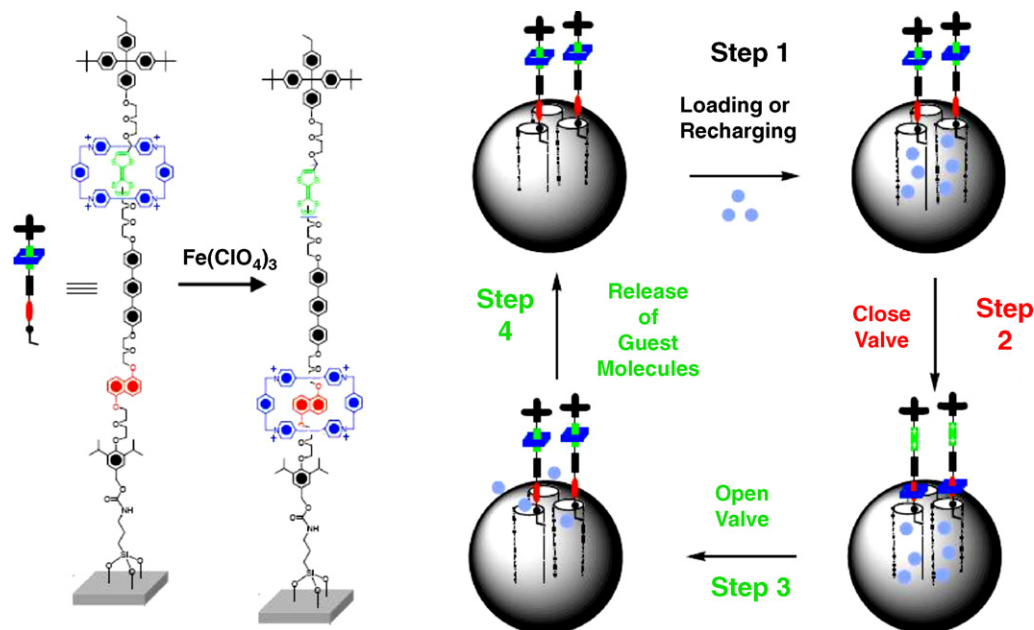 Fe(ClO4)3
Step 1
Loading or
Recharging
Close
Valve
Step
2
Open
Valve
Step 3
Step
4
Release
of
Guest
Molecules
N
N
N
N
+
+
+
+
O
O
O
O
O
O
O
O
O
O
O
O
O
O
NH
Si
O
O
O